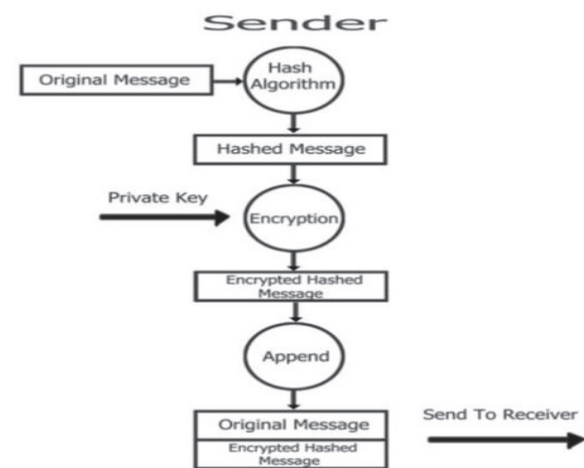 Sender
Original Message
Hash
Algorithm
Hashed Message
Private Key
Encryption
Encrypted Hashed
Message
Append
Original Message
Encrypted Hashed
Message
Send To Receiver